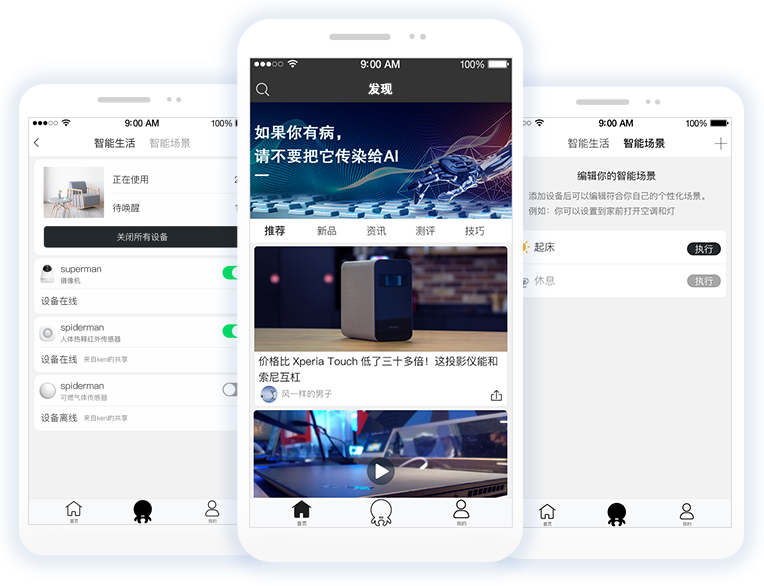 9:00 AM
100%
智能生活 智能场景
正在使用
2
待唤醒
关闭所有设备
superman
摄像机
设备在线
spiderman
人体热释红外传感器
设备在线 来自ken的共享
spiderman
可燃气体传感器
设备离线 来自ken的共享
首页
我的
9:00 AM
100%
发现
如果你有病，
请不要把它传染给AI
推荐 新品 资讯 测评 技巧
价格比 Xperia Touch 低了三十多倍！这投影仪能和
索尼互杠
风一样的男子
首页
我的
9:00 AM
100%
智能生活 智能场景
编辑你的智能场景
添加设备后可以编辑符合你自己的个性化场景。
例如：你可以设置到家前打开空调和灯
起床
执行
休息
执行
首页
我的